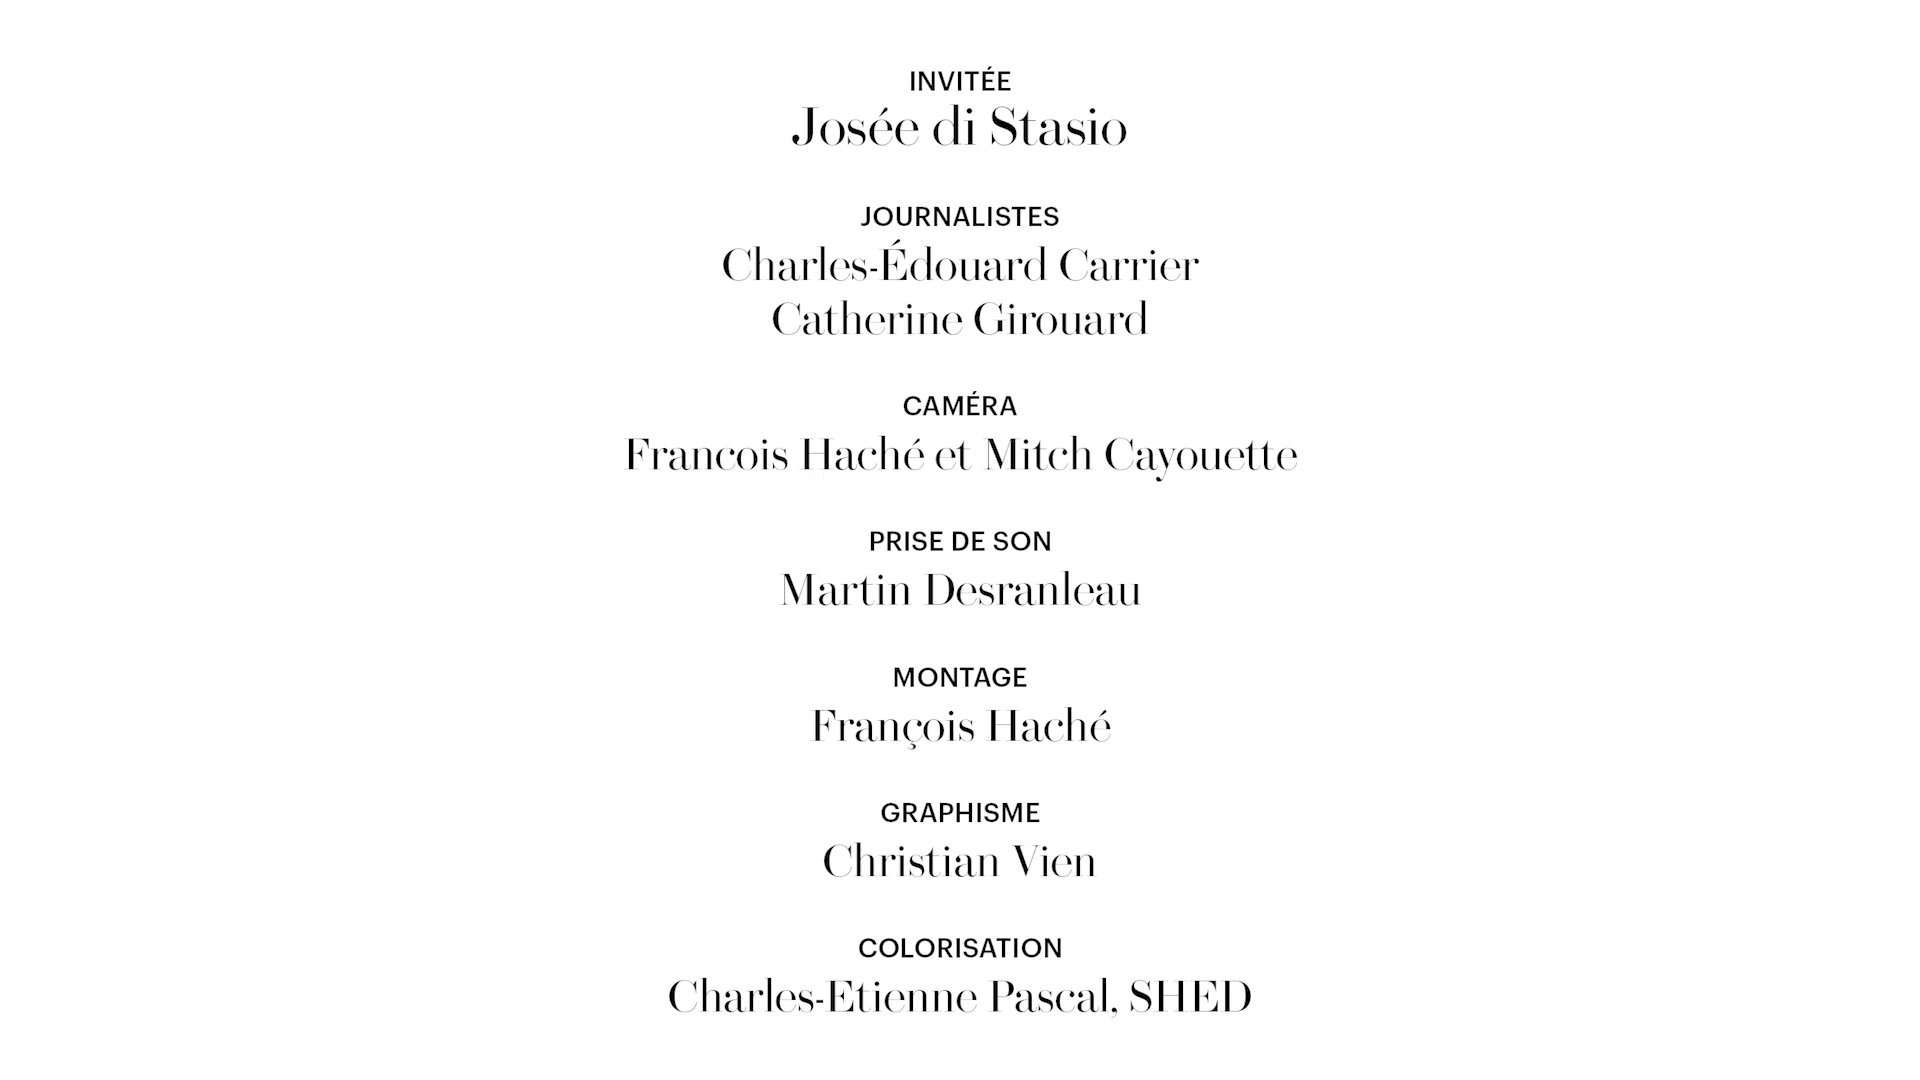 INVITÉE
Josée di Stasio
JOURNALISTES
Charles-Édouard Carrier
Catherine Girouard
CAMÉRA
Francois Haché et Mitch Cayouette
PRISE DE SON
Martin Desranleau
MONTAGE
François Haché
GRAPHISME
Christian Vien
COLORISATION
Charles-Etienne Pascal, SHED